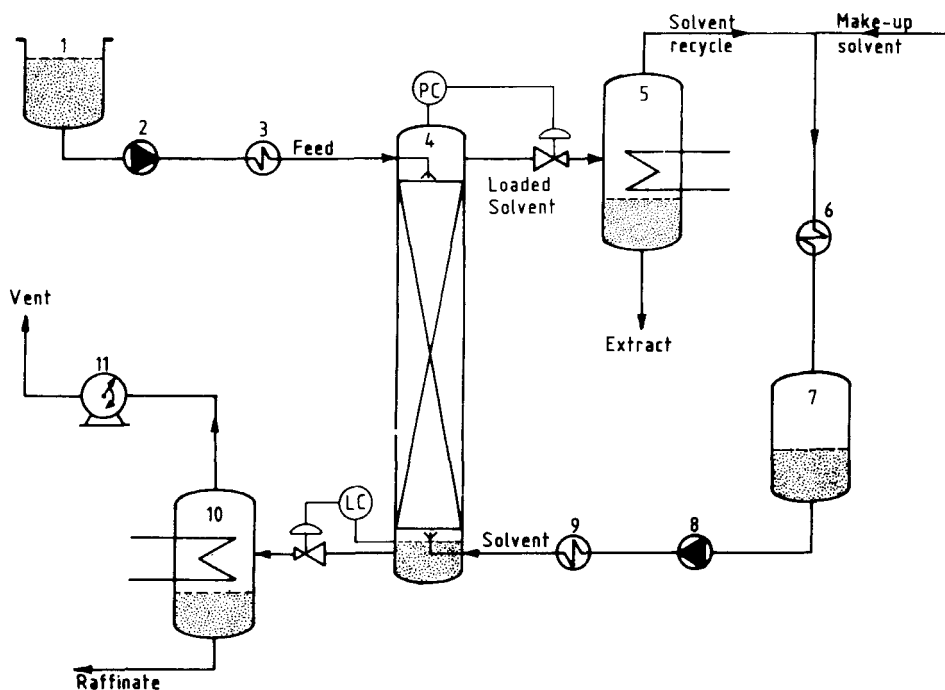 Solvent
recycle
Make-up
solvent
1
2
3
Feed
PC
4
5
Loaded
Solvent
6
Vent
Extract
11
7
10
LC
Solvent
9
8
Raffinate